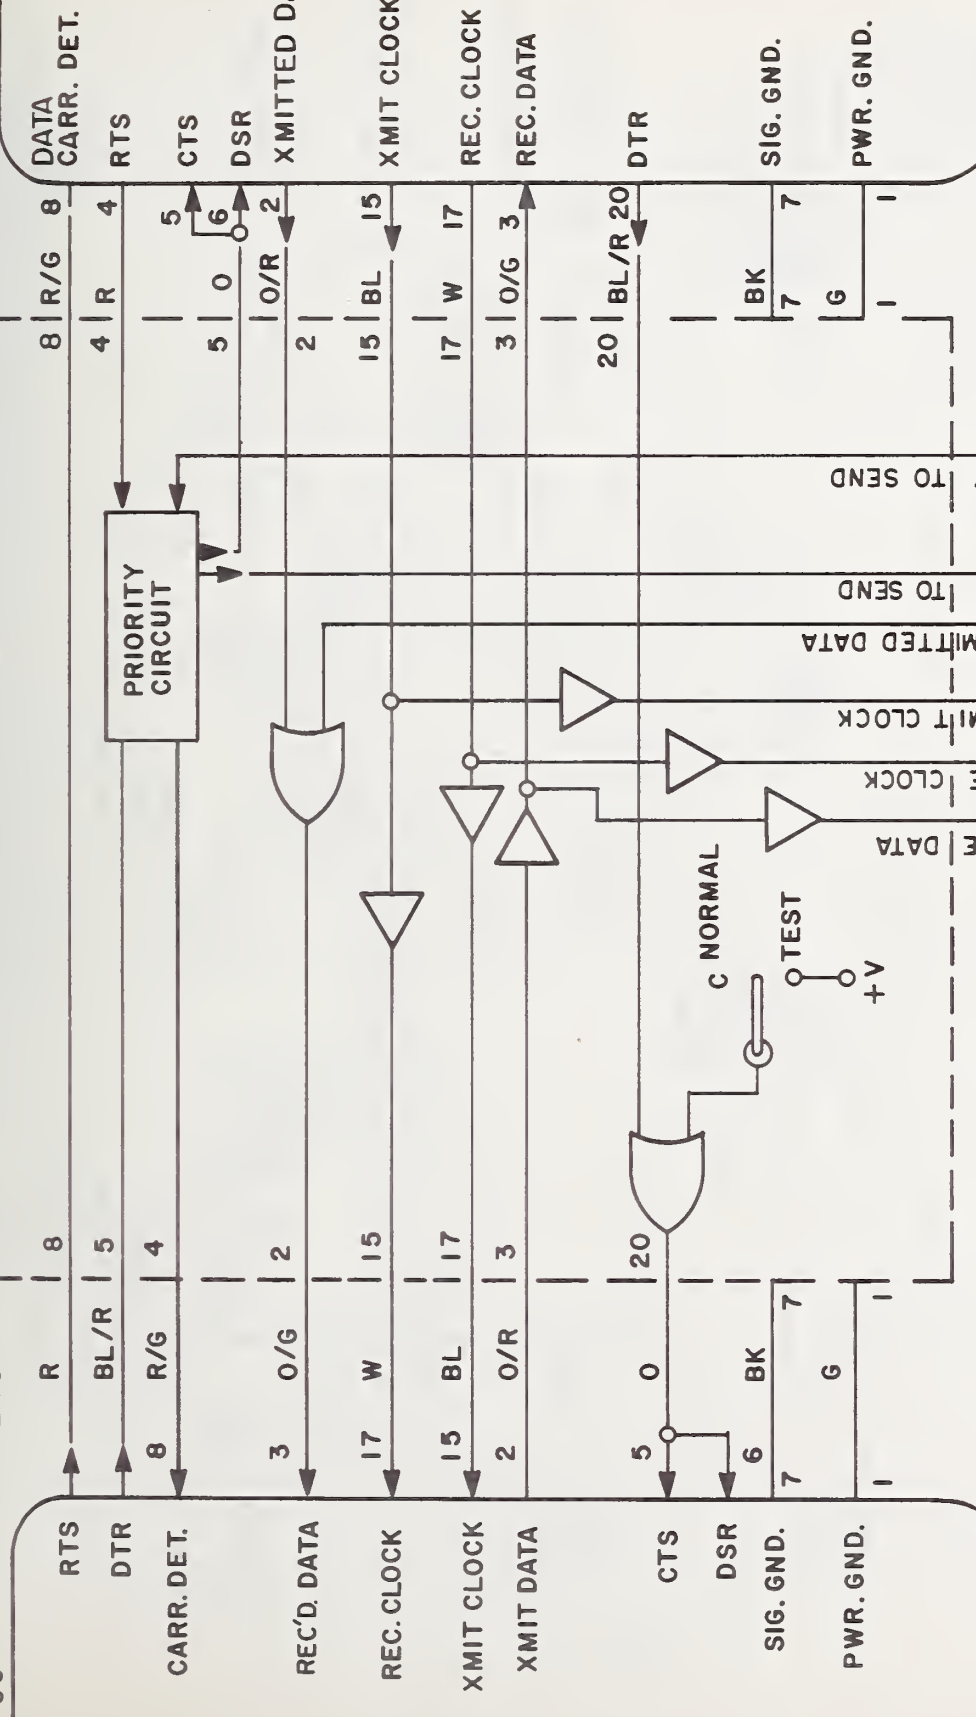 DATA
CARR. DET.
RTS
CTS
DSR
XMIT CLOCK
REC. CLOCK
REC. DATA
DTR
SIG. GND.
PWR. GND.
8
4
5
6
2
15
17
3
20
7
1
R/G
R
O
O/R
BL
W
O/G
BL/R
BK
G
8
4
5
2
15
17
3
20
7
1
TO SEND
TO SEND
MITTED DATA
MIT CLOCK
E CLOCK
E DATA
PRIORITY
CIRCUIT
C NORMAL
TEST
+V
8
5
4
2
15
17
3
20
7
1
R
BL/R
R/G
O/G
W
BL
O/R
O
BK
G
8
3
17
15
2
5
6
7
1
RTS
DTR
CARR. DET.
REC'D. DATA
REC. CLOCK
XMIT CLOCK
XMIT DATA
CTS
DSR
SIG. GND.
PWR. GND.